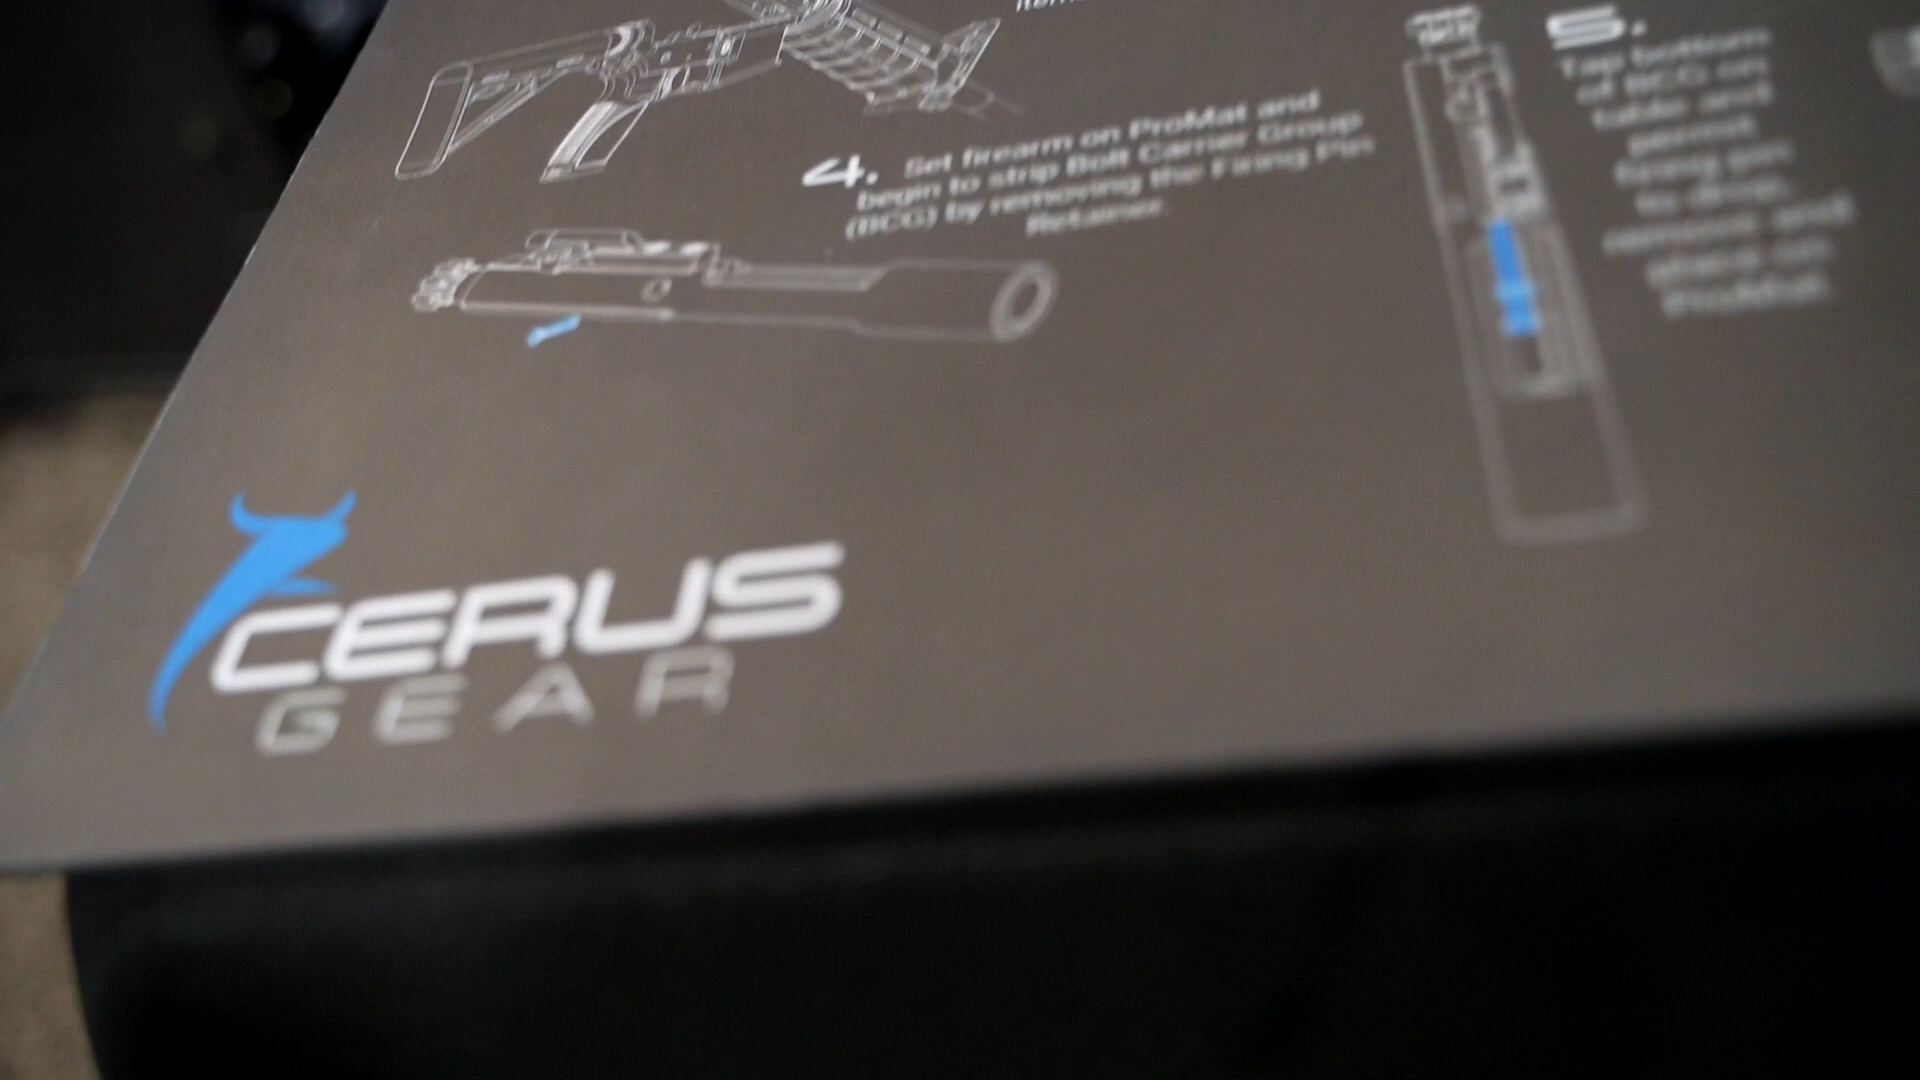 4. Set firearm on ProMat and
begin to strip Bolt Carrier Group
(BCG) by removing the Firing Pin
Retainer.
5.
Tap bottom
of BCG on
table and
permit
firing pin
to drop,
remove and
place on
ProMat.
CERUS
GEAR